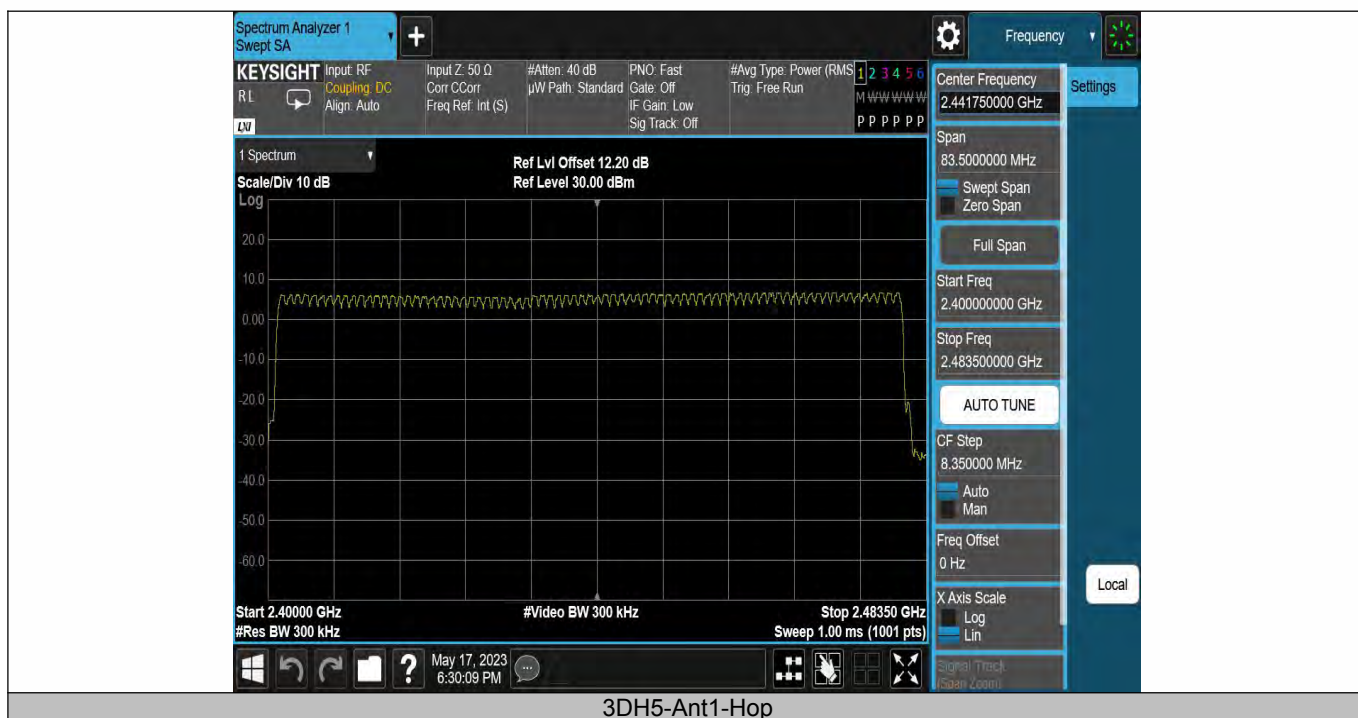 Spectrum Analyzer 1
Swept SA
+
Frequency
KEYSIGHT
R L
LXI
Input: RF
Coupling: DC
Align: Auto
Input Z: 50 Ω
Corr CCorr
Freq Ref: Int (S)
#Atten: 40 dB
µW Path: Standard
PNO: Fast
Gate: Off
IF Gain: Low
Sig Track: Off
#Avg Type: Power (RMS
Trig: Free Run
1 2 3 4 5 6
M W W W W W
P P P P P P
1 Spectrum
Scale/Div 10 dB
Log
Ref Lvl Offset 12.20 dB
Ref Level 30.00 dBm
20.0
10.0
0.00
-10.0
-20.0
-30.0
-40.0
-50.0
-60.0
Start 2.40000 GHz
#Res BW 300 kHz
#Video BW 300 kHz
Stop 2.48350 GHz
Sweep 1.00 ms (1001 pts)
Center Frequency
2.441750000 GHz
Settings
Span
83.5000000 MHz
Swept Span
Zero Span
Full Span
Start Freq
2.400000000 GHz
Stop Freq
2.483500000 GHz
AUTO TUNE
CF Step
8.350000 MHz
Auto
Man
Freq Offset
0 Hz
X Axis Scale
Log
Lin
Signal Track
(Span Zoom)
Local
?
May 17, 2023
6:30:09 PM
3DH5-Ant1-Hop